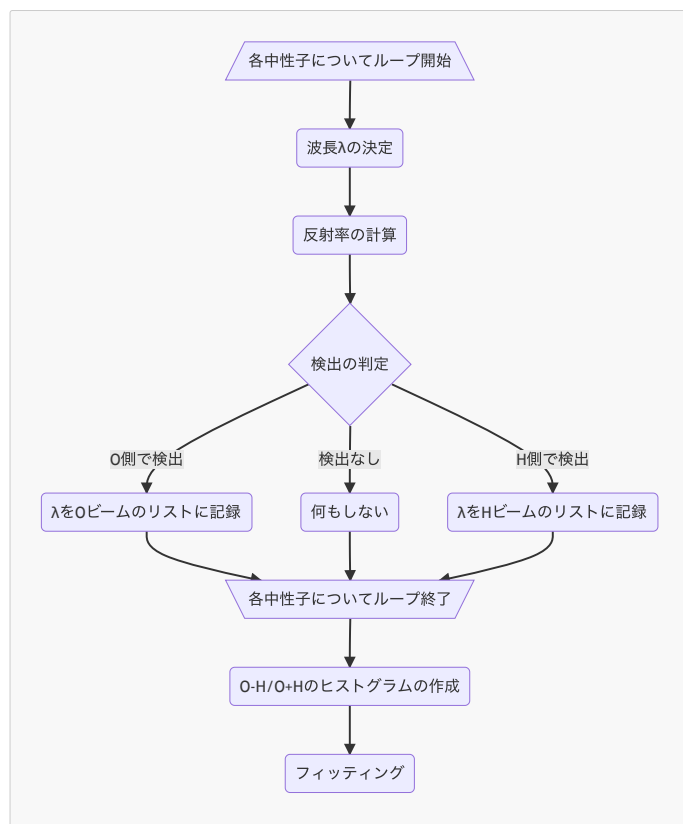 各中性子についてループ開始
波長λの決定
反射率の計算
検出の判定
O側で検出
検出なし
H側で検出
λをOビームのリストに記録
何もしない
λをHビームのリストに記録
各中性子についてループ終了
O-H/O+Hのヒストグラムの作成
フィッティング